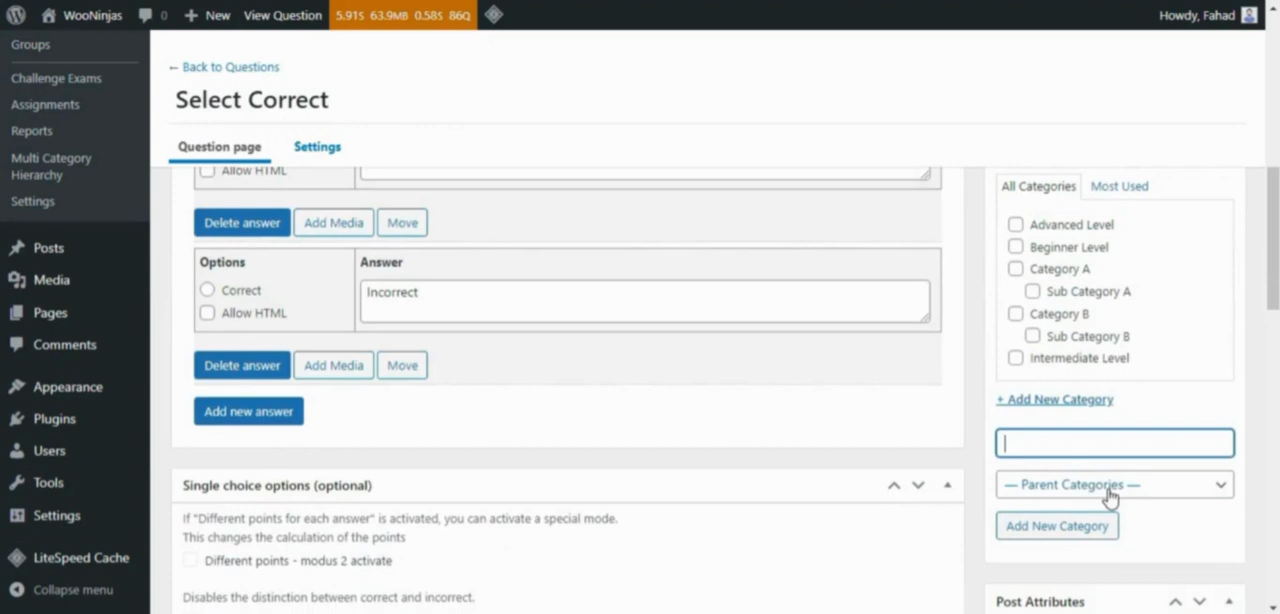 WooNinjas 0 + New View Question 5.91S 63.9MB 0.58S 86Q Howdy, Fahad
Groups
Challenge Exams
Assignments
Reports
Multi Category
Hierarchy
Settings
Posts
Media
Pages
Comments
Appearance
Plugins
Users
Tools
Settings
LiteSpeed Cache
Collapse menu
← Back to Questions
Select Correct
Question page Settings
Allow HTML
Delete answer Add Media Move
Options Answer
Correct Incorrect
Allow HTML
Delete answer Add Media Move
Add new answer
Single choice options (optional)
If "Different points for each answer" is activated, you can activate a special mode.
This changes the calculation of the points
Different points - modus 2 activate
Disables the distinction between correct and incorrect.
All Categories Most Used
Advanced Level
Beginner Level
Category A
Sub Category A
Category B
Sub Category B
Intermediate Level
+ Add New Category
— Parent Categories —
Add New Category
Post Attributes